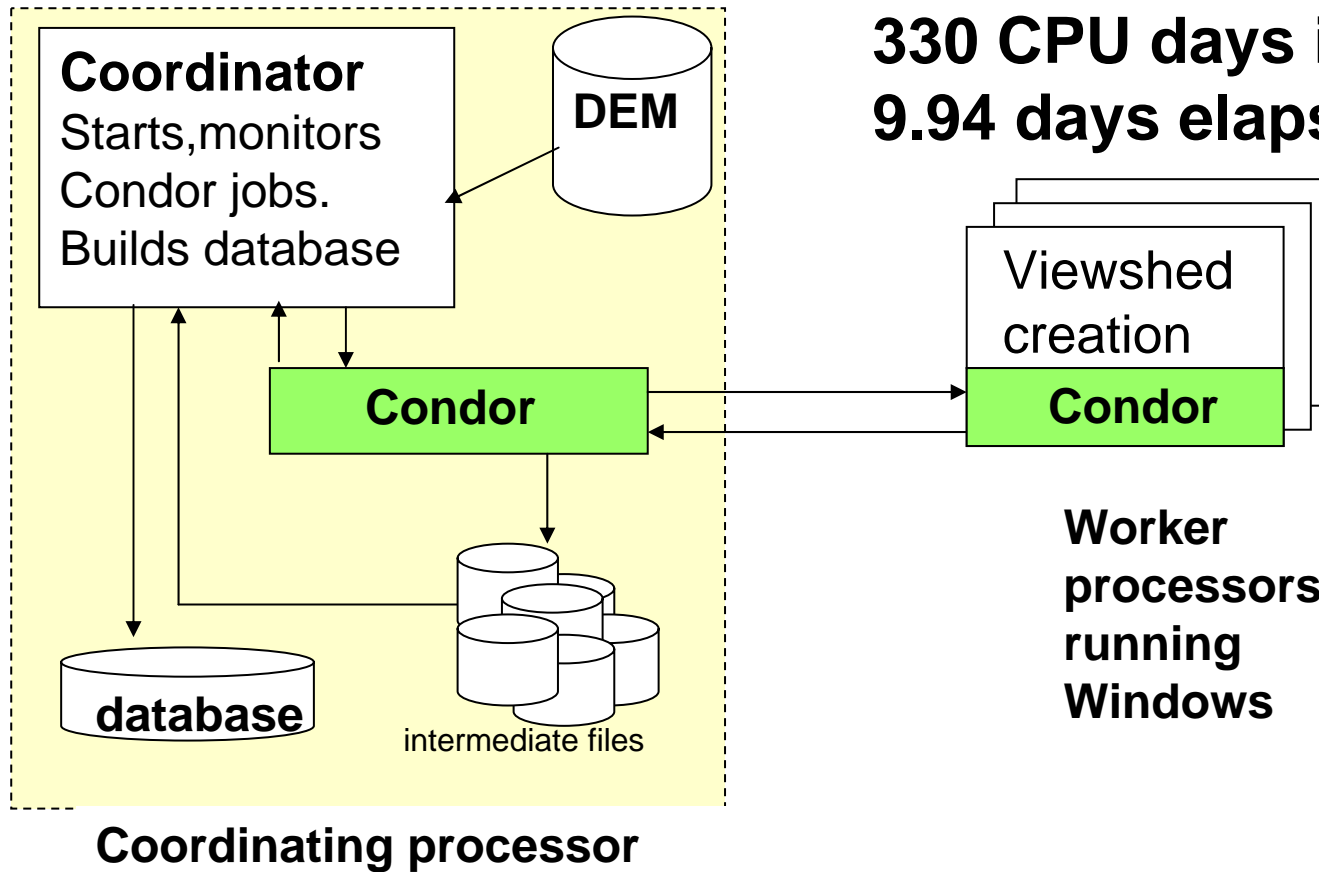 Coordinator
Starts,monitors
Condor jobs.
Builds database
DEM
330 CPU days
9.94 days
Viewshed
creation
Condor
Condor
Worker
processors
running
Windows
database
intermediate files
Coordinating processor